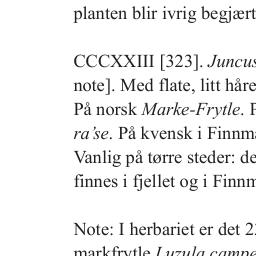 planten blir ivrig begjært
CCCXXIII [323]. Juncus
note]. Med flate, litt håre
På norsk Marke-Frytle. F
ra’se. På kvensk i Finnma
Vanlig på tørre steder: de
finnes i fjellet og i Finnm
Note: I herbariet er det 2
markfrytle Luzula campe